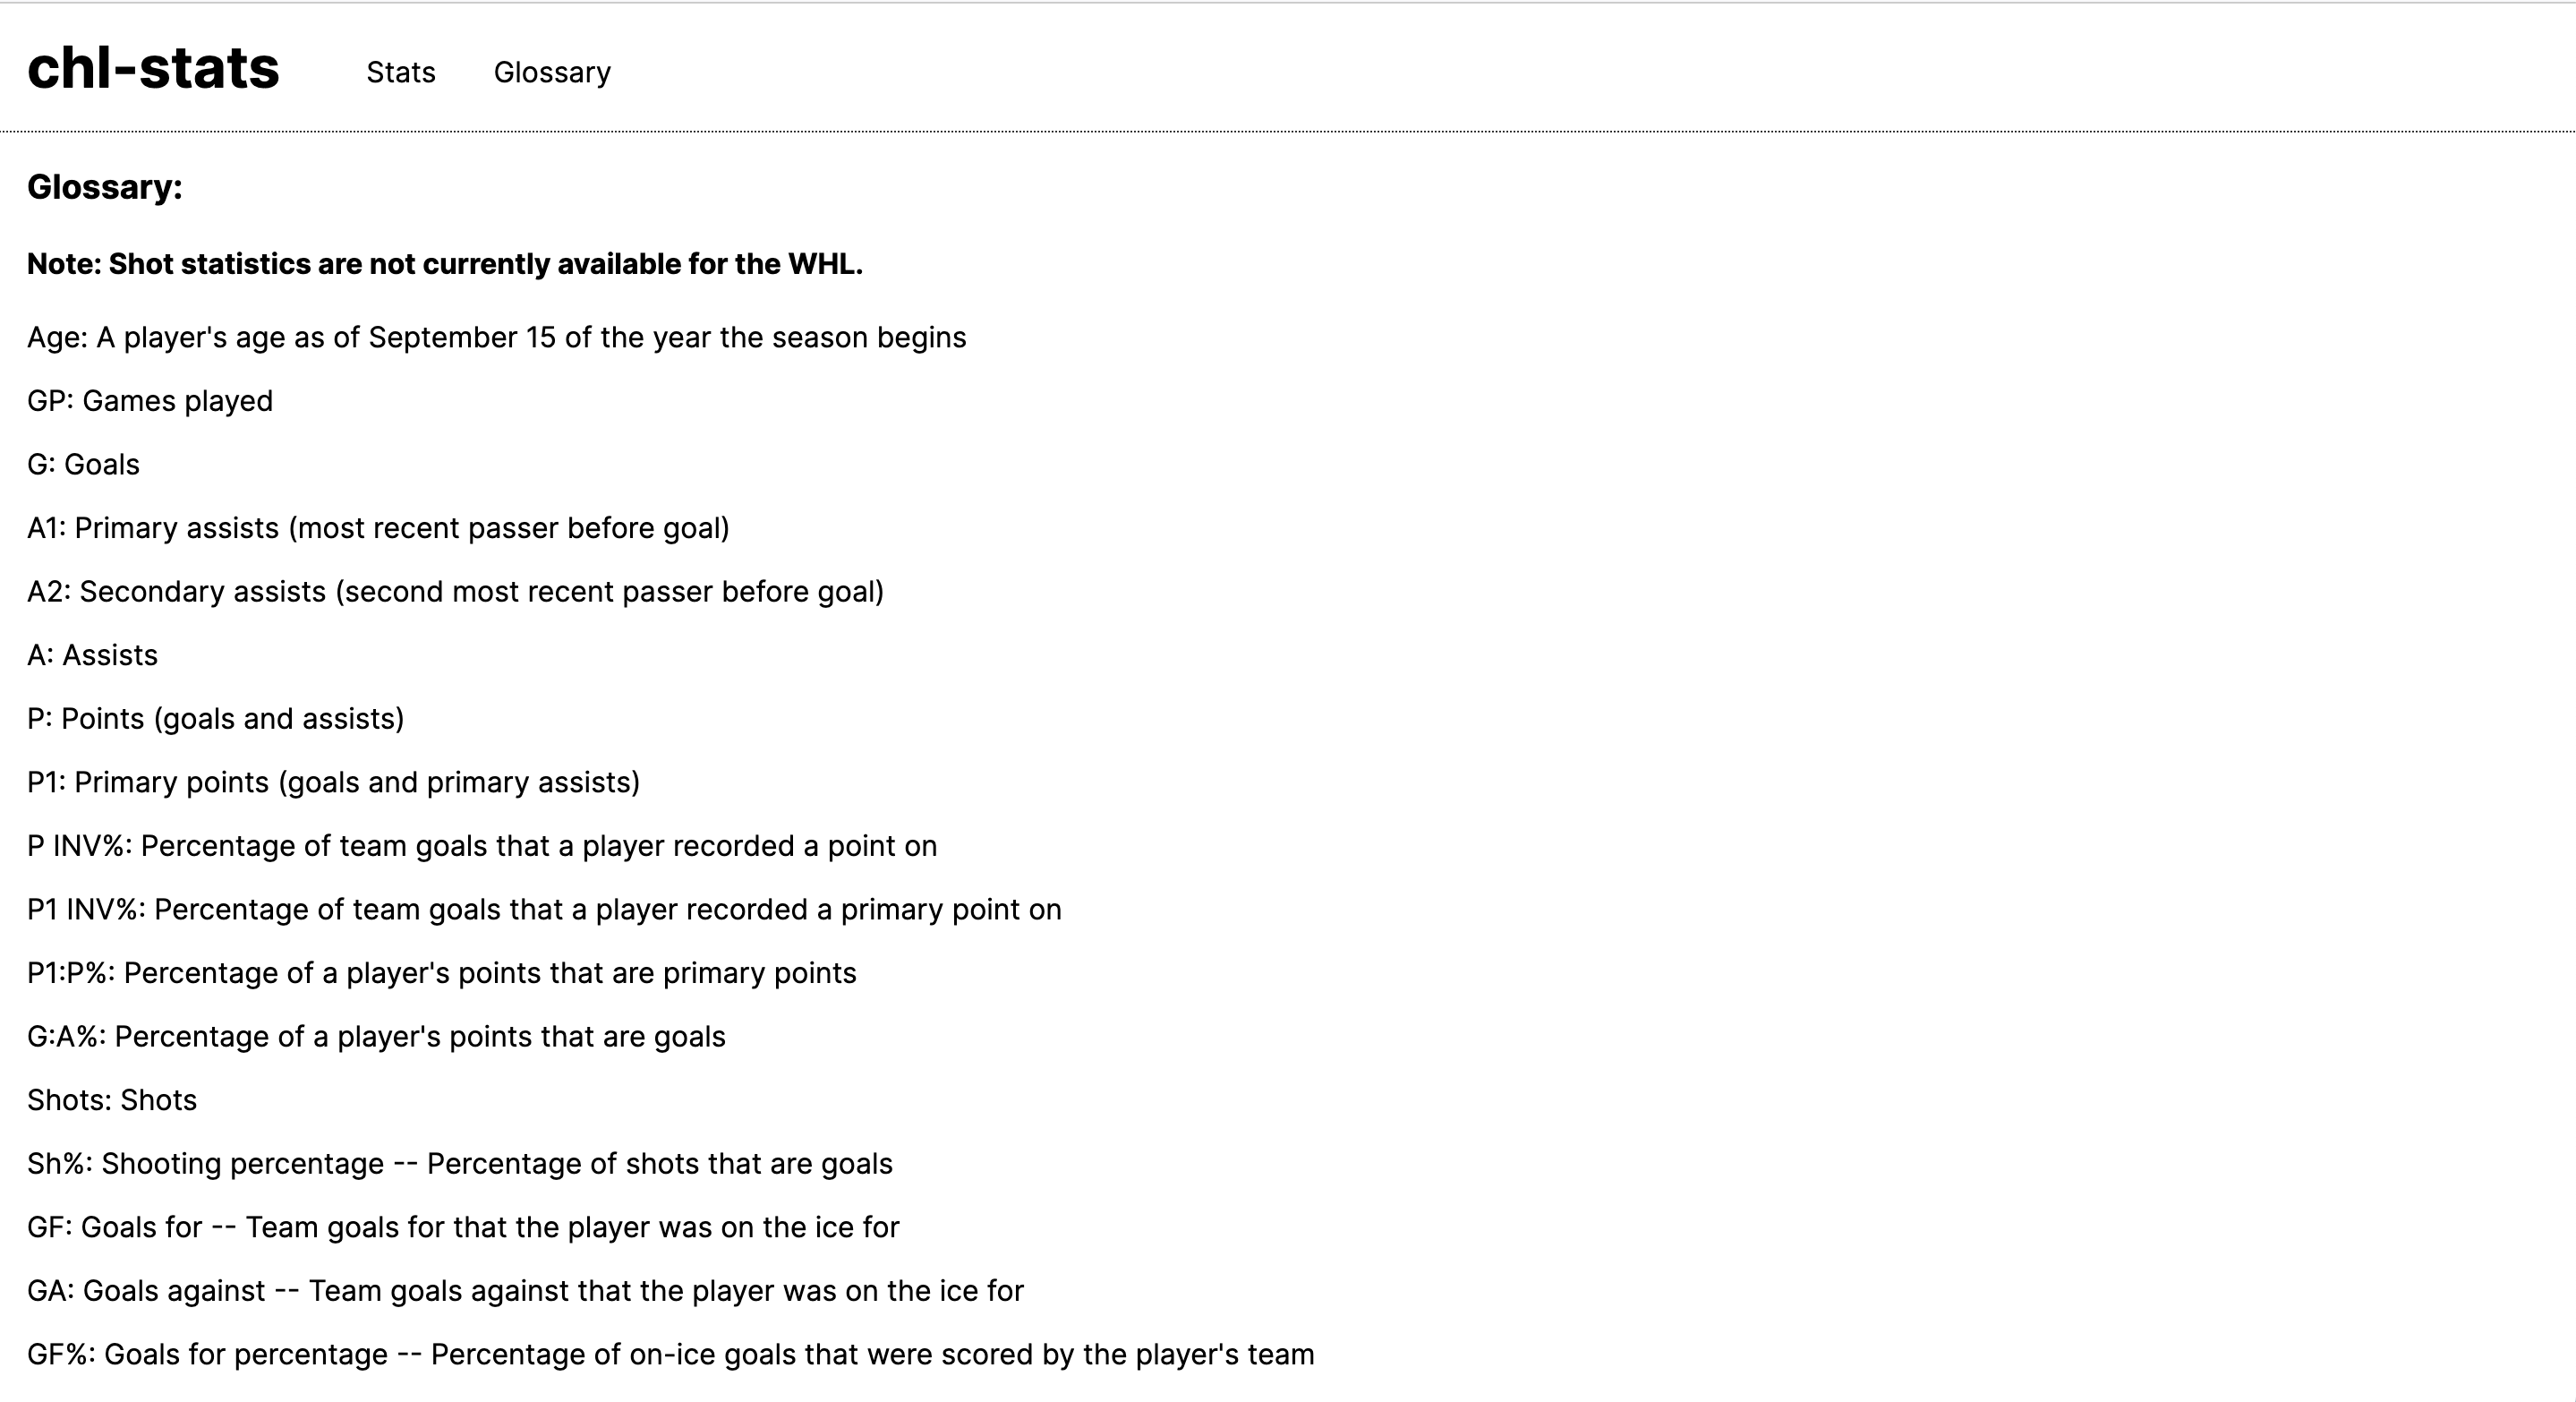 chl-stats Stats Glossary
Glossary:
Note: Shot statistics are not currently available for the WHL.
Age: A player's age as of September 15 of the year the season begins
GP: Games played
G: Goals
A1: Primary assists (most recent passer before goal)
A2: Secondary assists (second most recent passer before goal)
A: Assists
P: Points (goals and assists)
P1: Primary points (goals and primary assists)
P INV%: Percentage of team goals that a player recorded a point on
P1 INV%: Percentage of team goals that a player recorded a primary point on
P1:P%: Percentage of a player's points that are primary points
G:A%: Percentage of a player's points that are goals
Shots: Shots
Sh%: Shooting percentage -- Percentage of shots that are goals
GF: Goals for -- Team goals for that the player was on the ice for
GA: Goals against -- Team goals against that the player was on the ice for
GF%: Goals for percentage -- Percentage of on-ice goals that were scored by the player's team